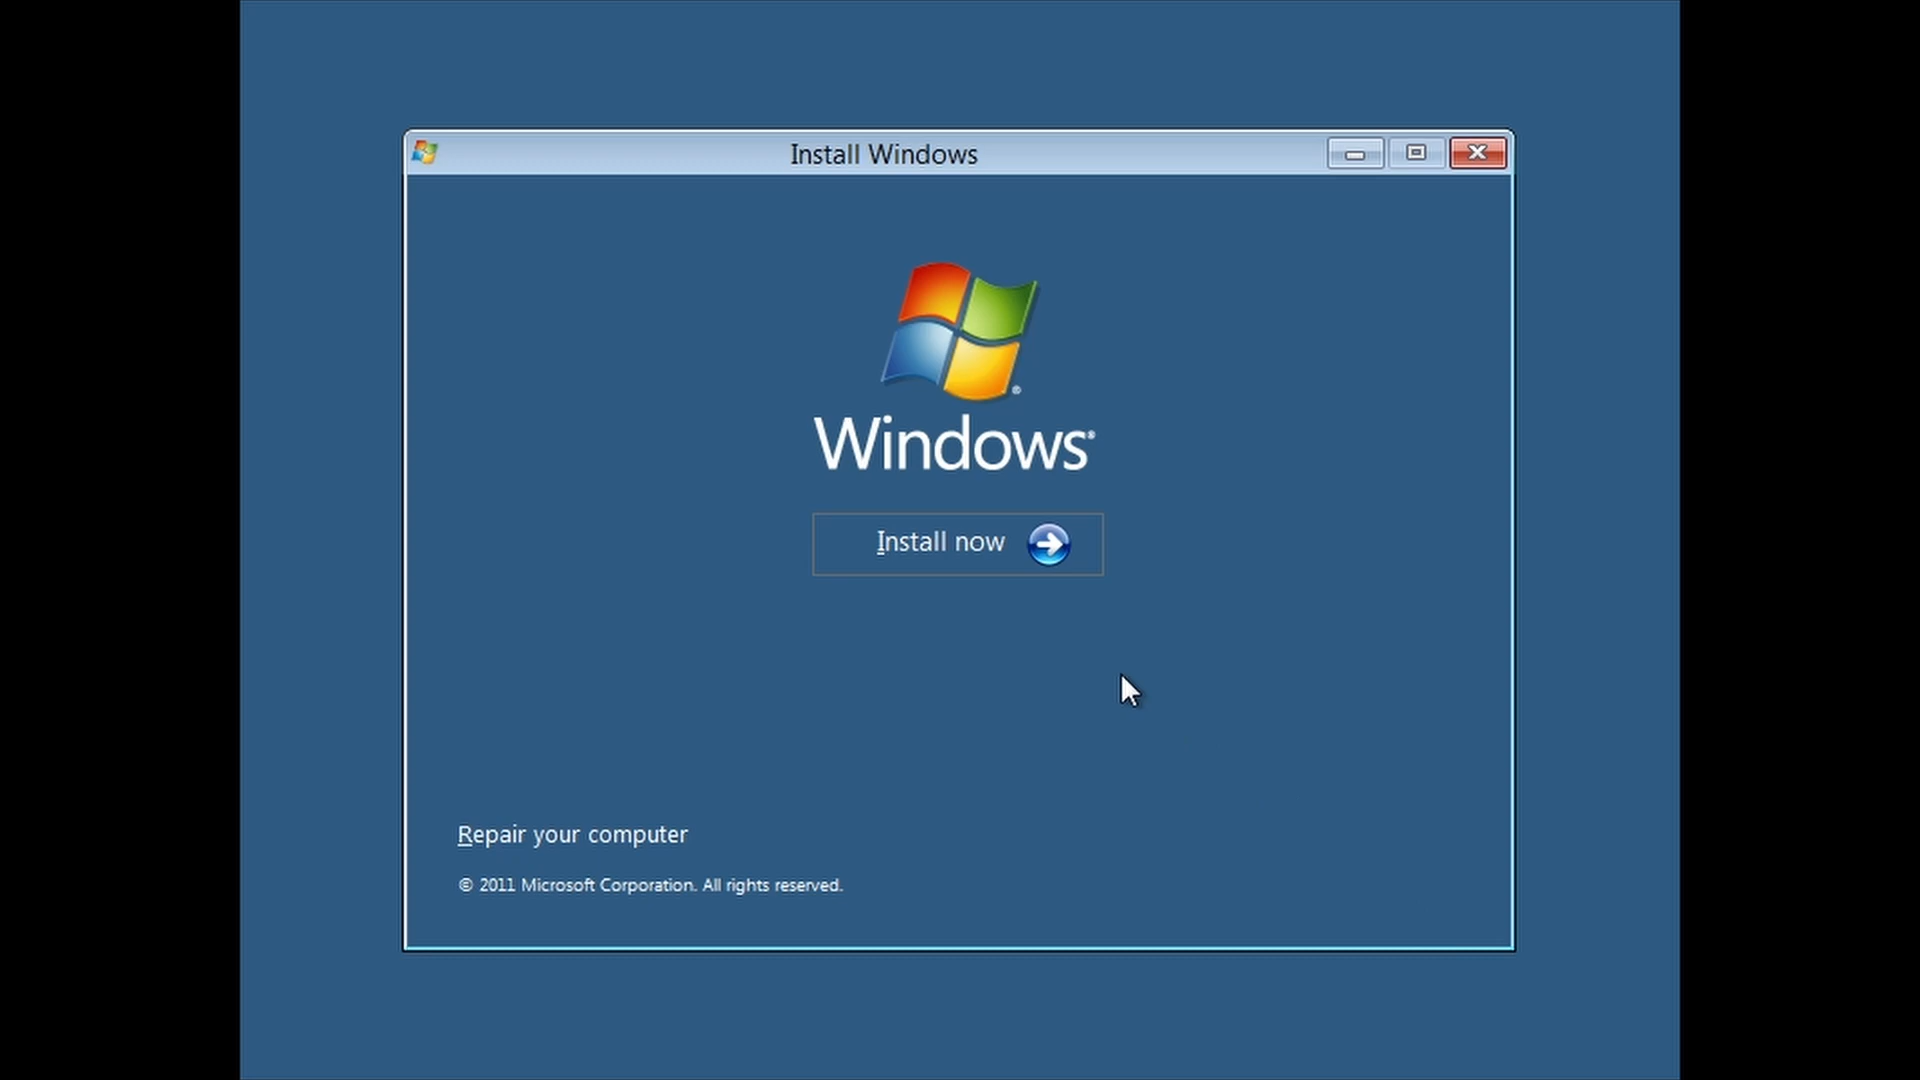 Install Windows
Windows®
Install now
Repair your computer
© 2011 Microsoft Corporation. All rights reserved.